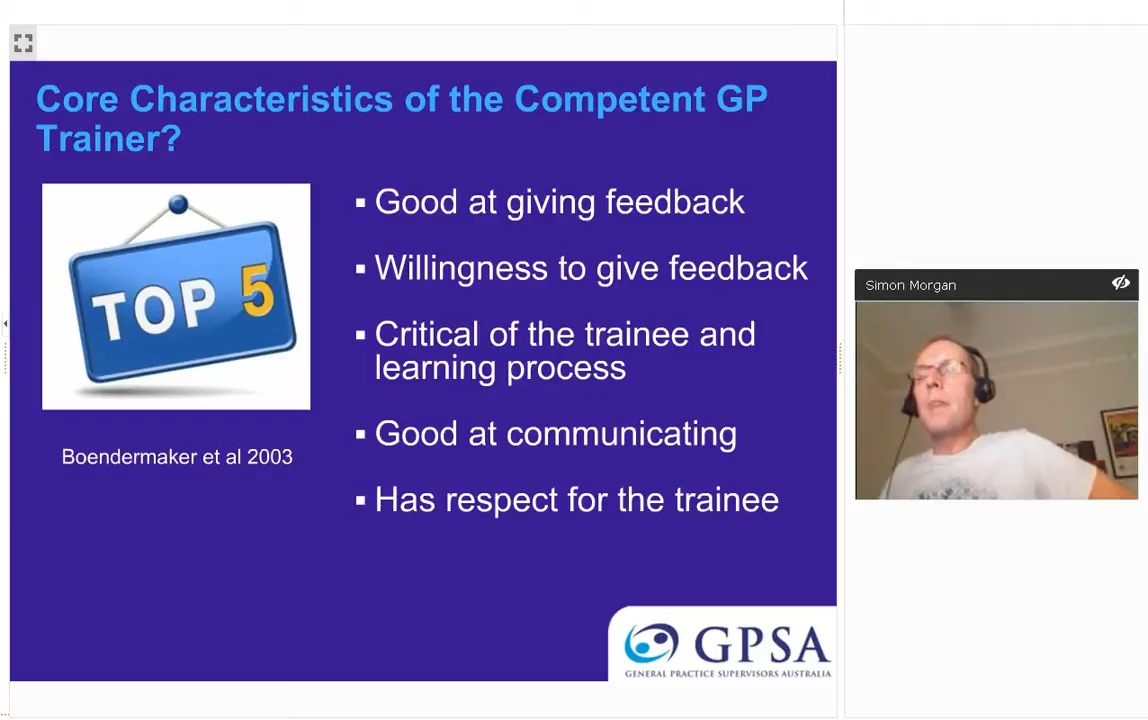 Core Characteristics of the Competent GP
Trainer?
TOP 5
Boendermaker et al 2003
▪ Good at giving feedback
▪ Willingness to give feedback
▪ Critical of the trainee and
learning process
▪ Good at communicating
▪ Has respect for the trainee
GPSA
GENERAL PRACTICE SUPERVISORS AUSTRALIA
Simon Morgan